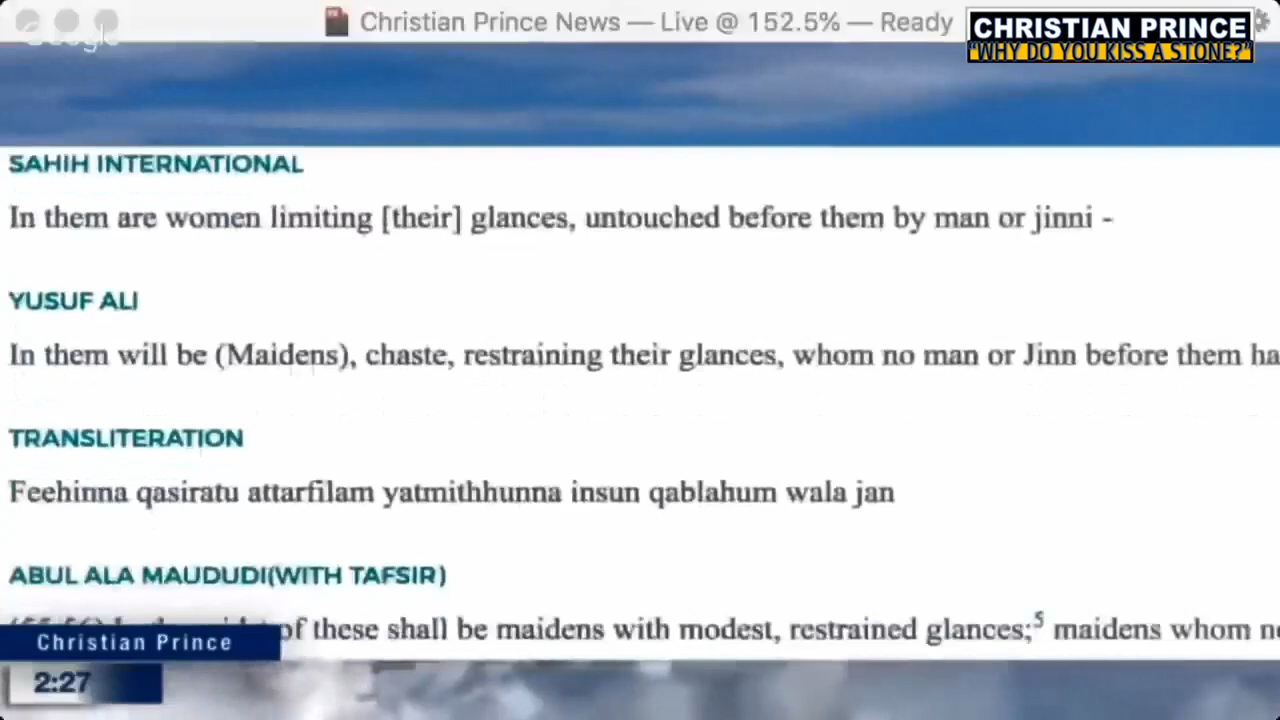 Christian Prince News — Live @ 152.5% — Ready
Google
CHRISTIAN PRINCE
"WHY DO YOU KISS A STONE?"
SAHIH INTERNATIONAL
In them are women limiting [their] glances, untouched before them by man or jinni -
YUSUF ALI
In them will be (Maidens), chaste, restraining their glances, whom no man or Jinn before them ha
TRANSLITERATION
Feehinna qasiratu attarfilam yatmithhunna insun qablahum wala jan
ABUL ALA MAUDUDI(WITH TAFSIR)
of these shall be maidens with modest, restrained glances;5 maidens whom n
Christian Prince
2:27